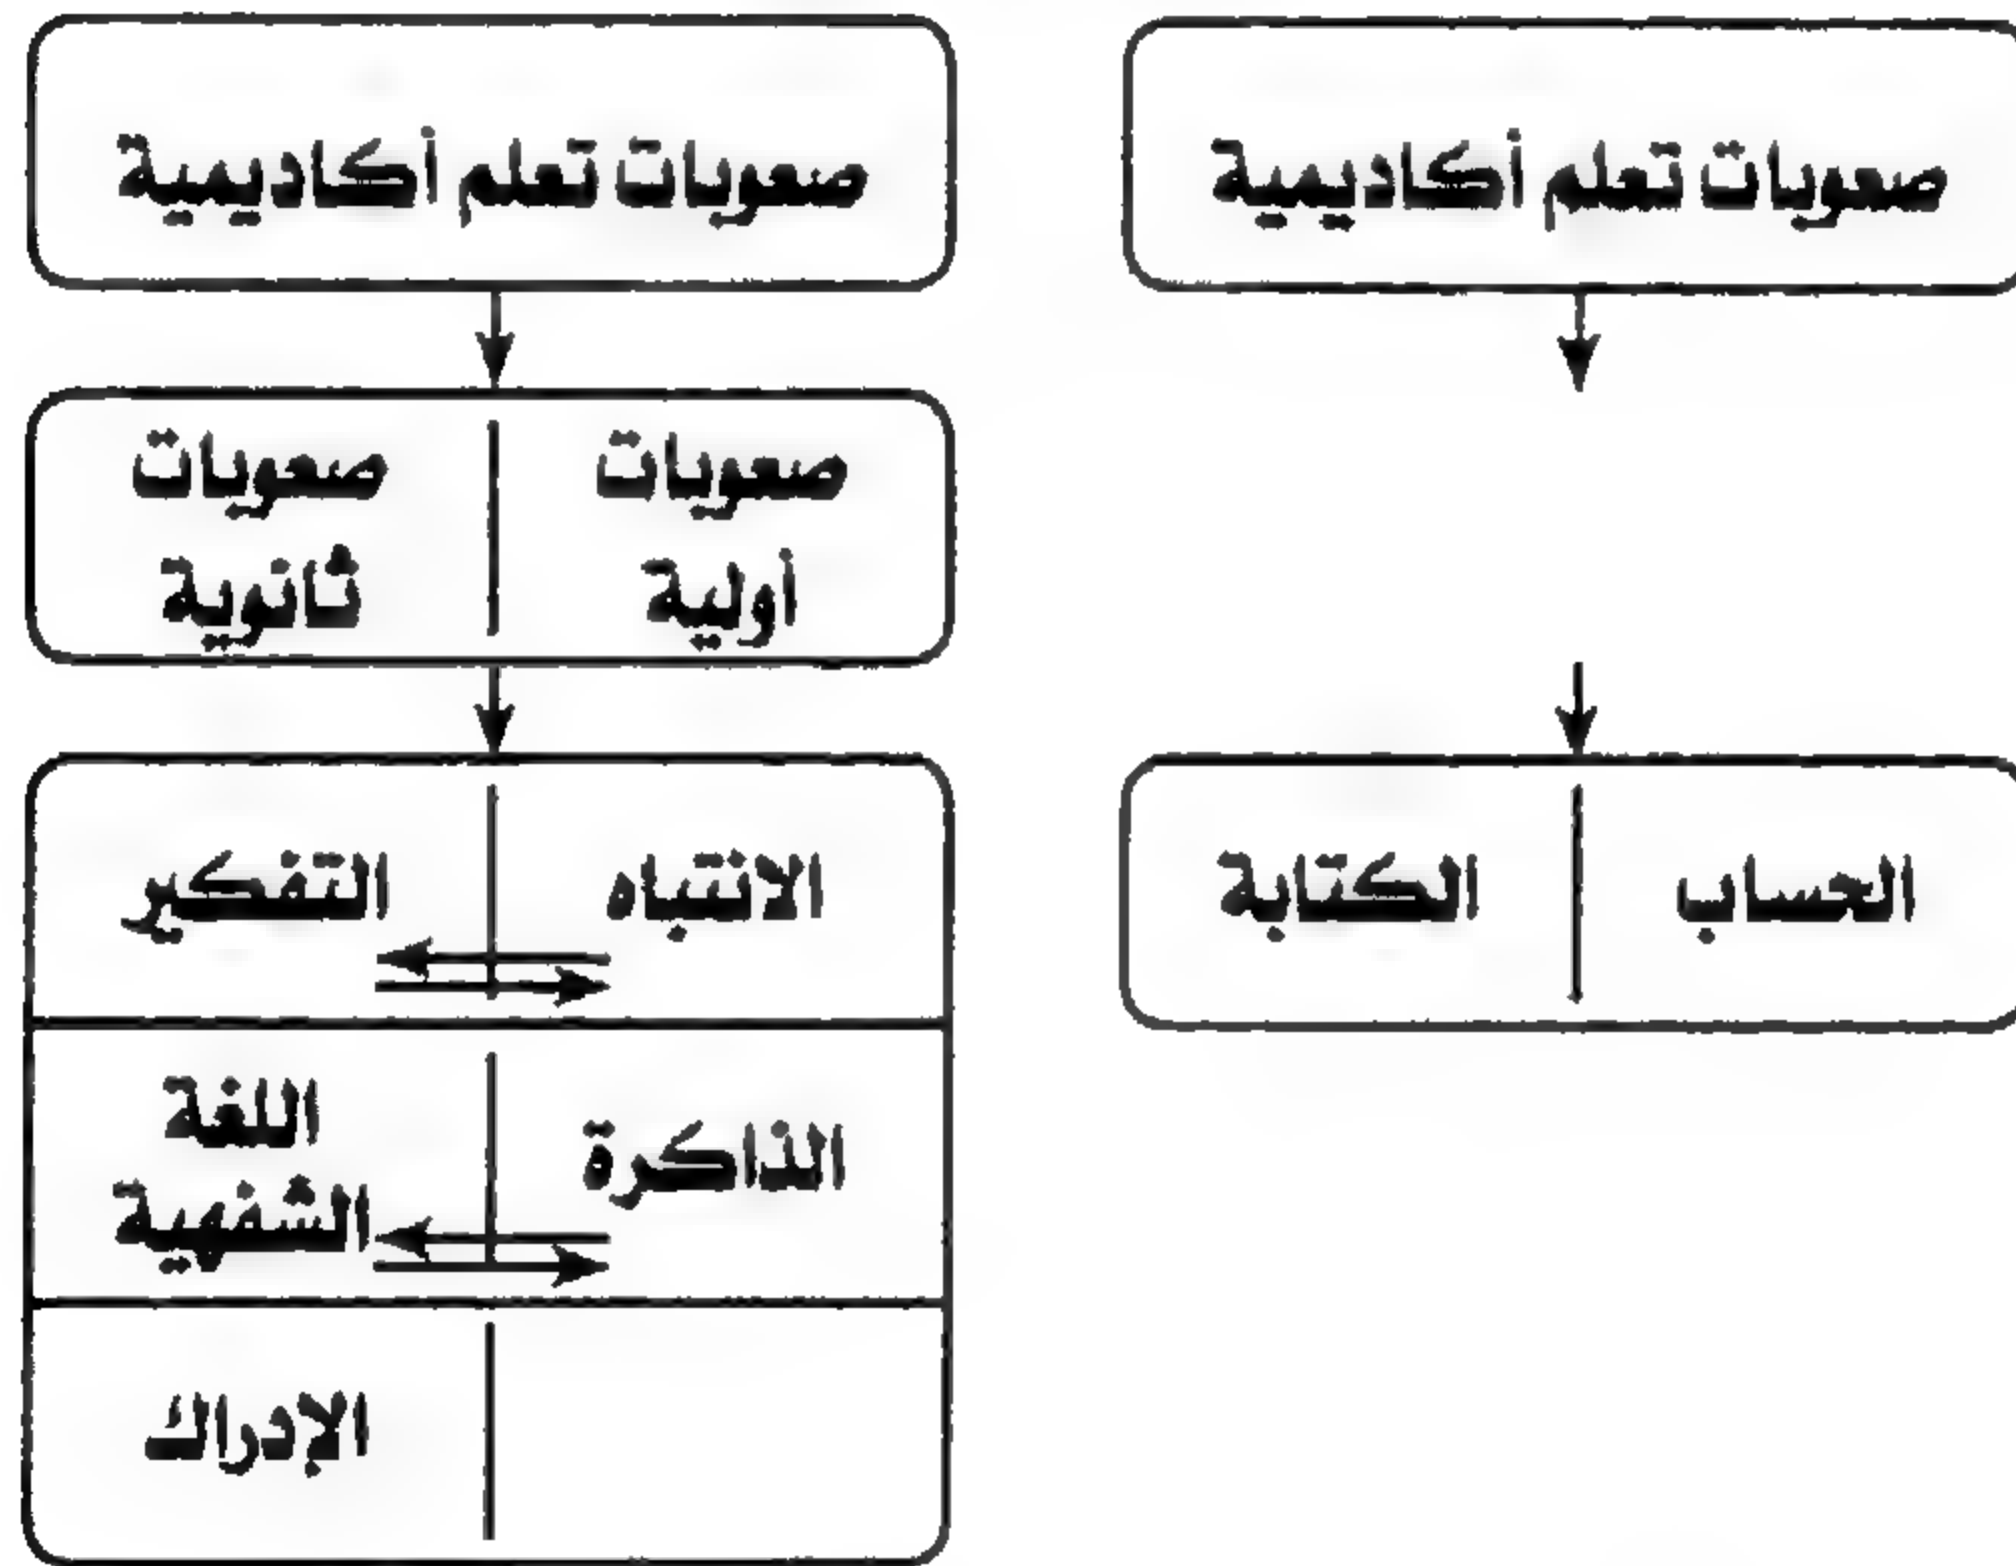 صعوبات تعلم أكاديمية
صعوبات تعلم أكاديمية
صعوبات
أولية
صعوبات
ثانوية
الحساب
الكتابة
الانتباه
التفكير
الذاكرة
اللغة
الشفهية
الإدراك